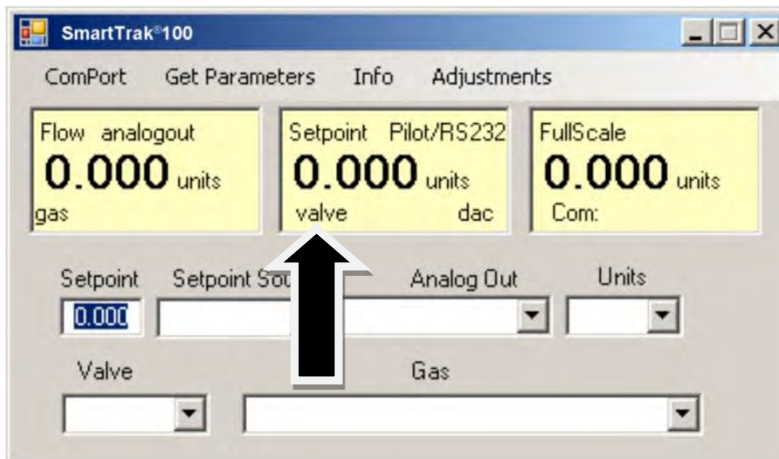 SmartTrak®100
ComPort Get Parameters Info Adjustments
Flow analogout
0.000 units
gas
Setpoint Pilot/RS232
0.000 units
valve dac
FullScale
0.000 units
Com:
Setpoint Setpoint Analog Out Units
0.000
Valve Gas